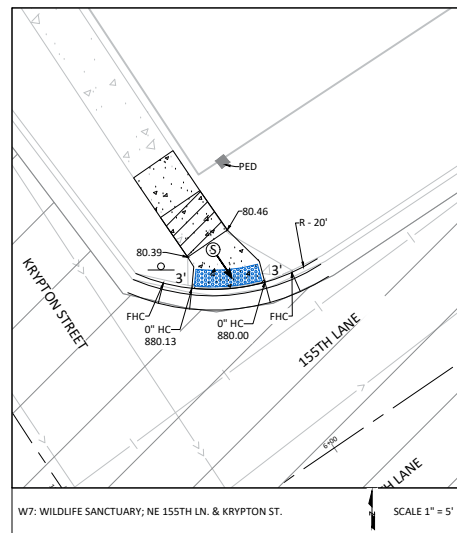 PED
80.46
R - 20'
80.39
S
3'
3'
KRYPTON STREET
FHC
0" HC
880.13
0" HC
880.00
FHC
155TH LANE
6+00
TH LANE
W7: WILDLIFE SANCTUARY; NE 155TH LN. & KRYPTON ST.
N
SCALE 1" = 5'